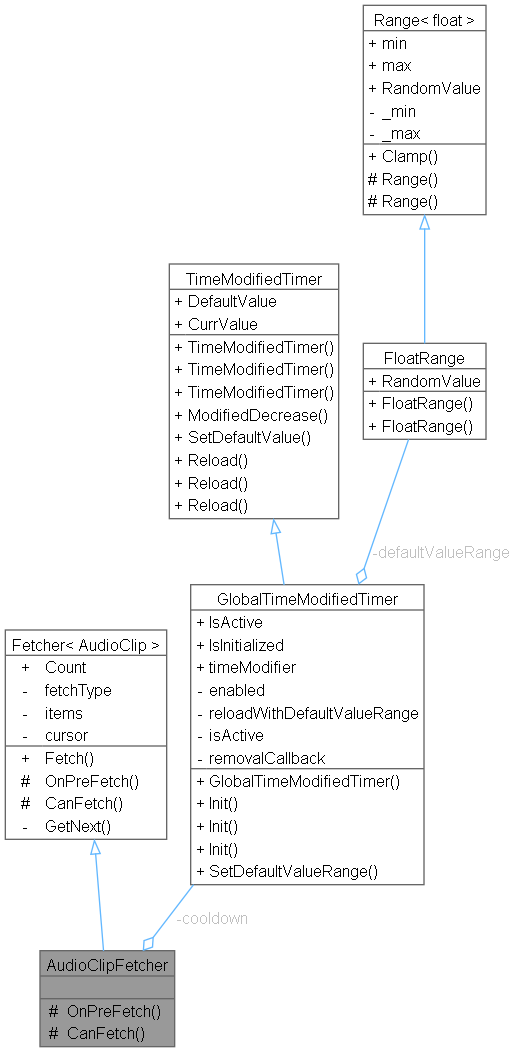 Range< float >
+ min
+ max
+ RandomValue
- _min
- _max
+ Clamp()
# Range()
# Range()
TimeModifiedTimer
+ DefaultValue
+ CurrValue
+ TimeModifiedTimer()
+ TimeModifiedTimer()
+ TimeModifiedTimer()
+ ModifiedDecrease()
+ SetDefaultValue()
+ Reload()
+ Reload()
+ Reload()
FloatRange
+ RandomValue
+ FloatRange()
+ FloatRange()
-defaultValueRange
GlobalTimeModifiedTimer
+ IsActive
+ IsInitialized
+ timeModifier
- enabled
- reloadWithDefaultValueRange
- isActive
- removalCallback
+ GlobalTimeModifiedTimer()
+ Init()
+ Init()
+ Init()
+ SetDefaultValueRange()
Fetcher< AudioClip >
+ Count
- fetchType
- items
- cursor
+ Fetch()
# OnPreFetch()
# CanFetch()
- GetNext()
-cooldown
AudioClipFetcher
# OnPreFetch()
# CanFetch()